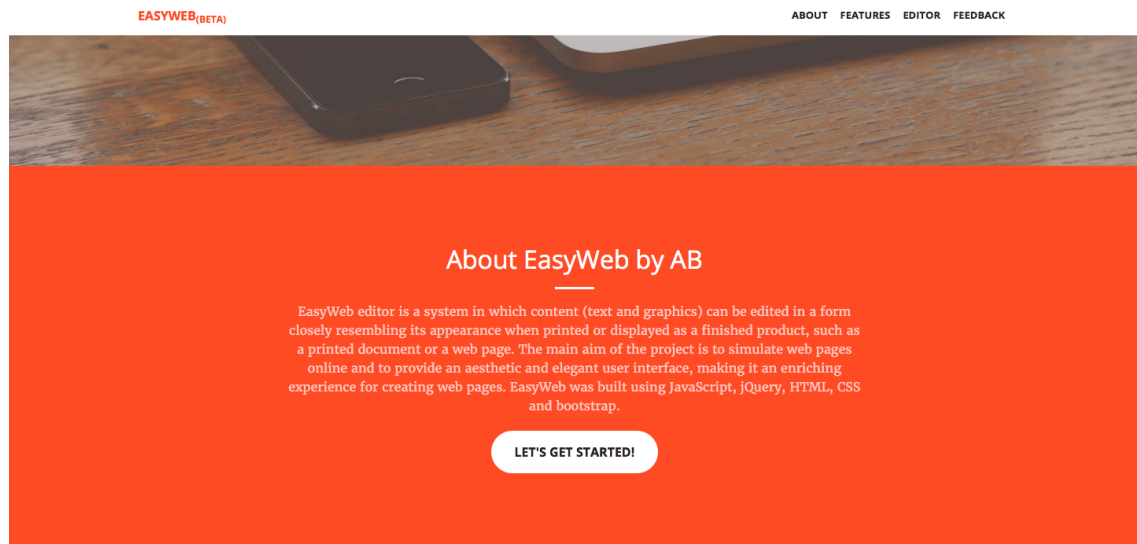 EASYWEB(BETA)
ABOUT FEATURES EDITOR FEEDBACK
About EasyWeb by AB
EasyWeb editor is a system in which content (text and graphics) can be edited in a form
closely resembling its appearance when printed or displayed as a finished product, such as
a printed document or a web page. The main aim of the project is to simulate web pages
online and to provide an aesthetic and elegant user interface, making it an enriching
experience for creating web pages. EasyWeb was built using JavaScript, jQuery, HTML, CSS
and bootstrap.
LET'S GET STARTED!